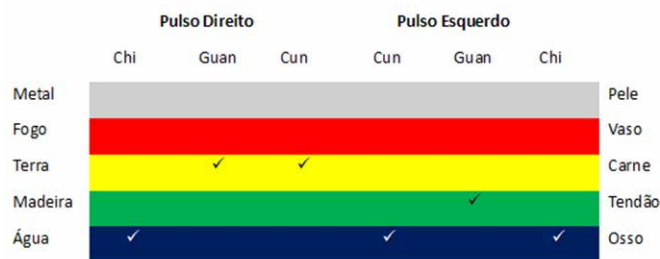 Pulso Direito Pulso Esquerdo
Chi Guan Cun Cun Guan Chi
Metal Pele
Fogo Vaso
Terra ✓ ✓ Carne
Madeira ✓ Tendão
Água ✓ ✓ ✓ Osso